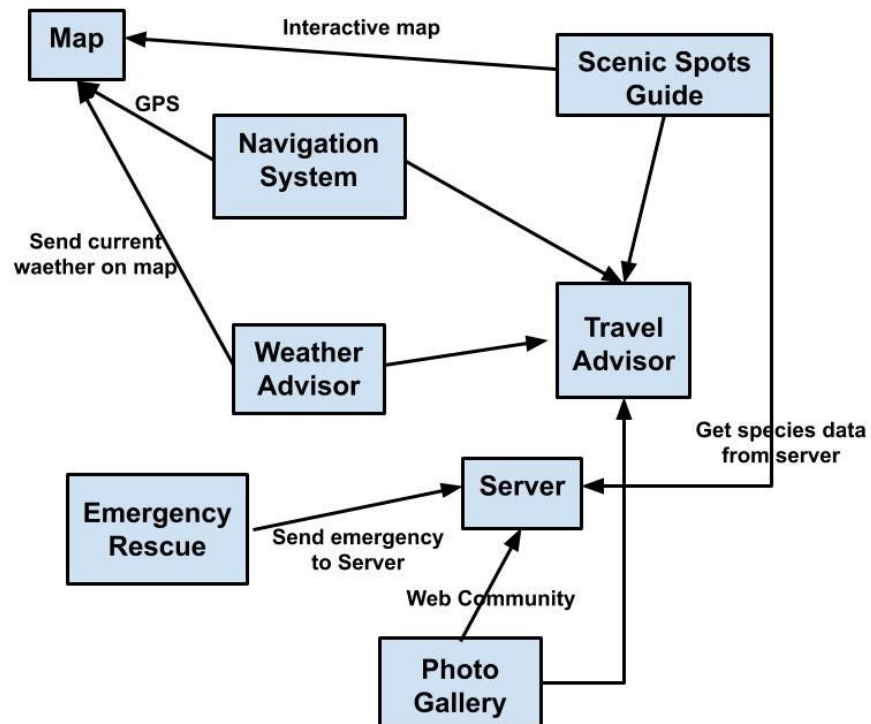 Map
Interactive map
Scenic Spots
Guide
GPS
Navigation
System
Send current
waether on map
Weather
Advisor
Travel
Advisor
Get species data
from server
Server
Emergency
Rescue
Send emergency
to Server
Web Community
Photo
Gallery